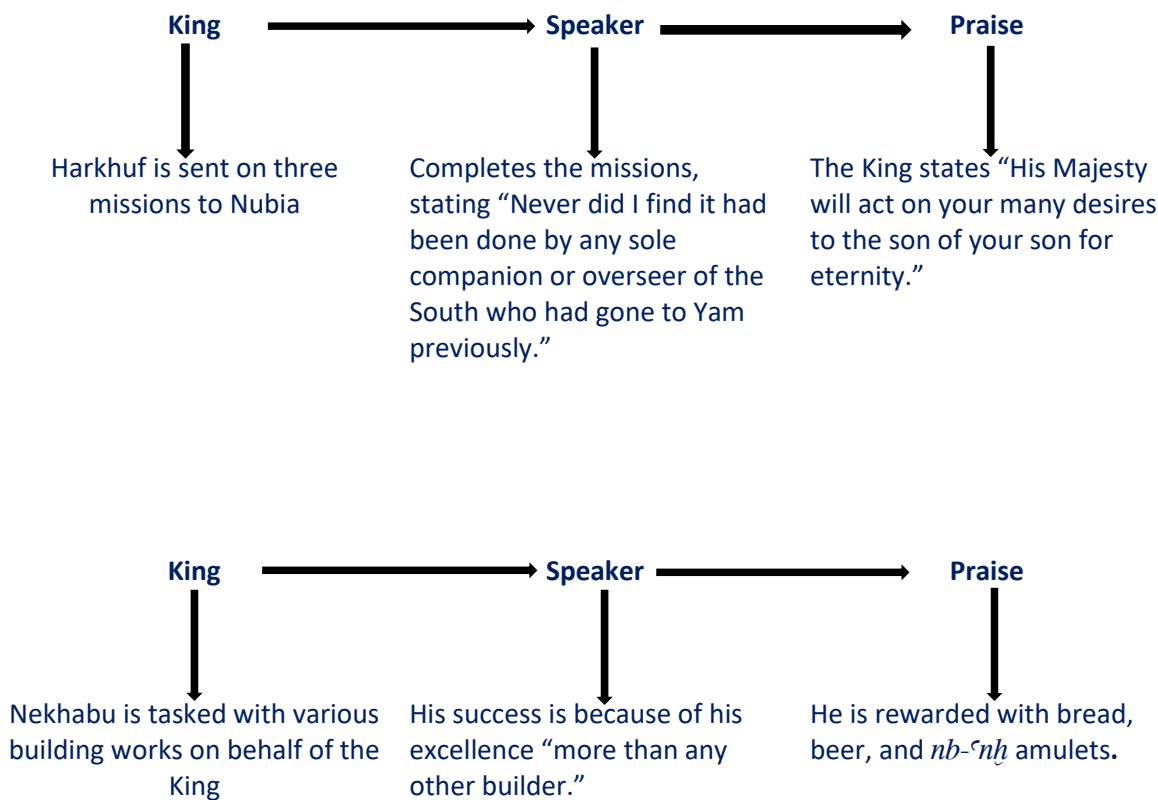 King Speaker Praise
Harkhuf is sent on three
missions to Nubia
Completes the missions,
stating “Never did I find it had
been done by any sole
companion or overseer of the
South who had gone to Yam
previously.”
The King states “His Majesty
will act on your many desires
to the son of your son for
eternity.”
King Speaker Praise
Nekhabu is tasked with various
building works on behalf of the
King
His success is because of his
excellence “more than any
other builder.”
He is rewarded with bread,
beer, and nb-ꜥnḫ amulets.